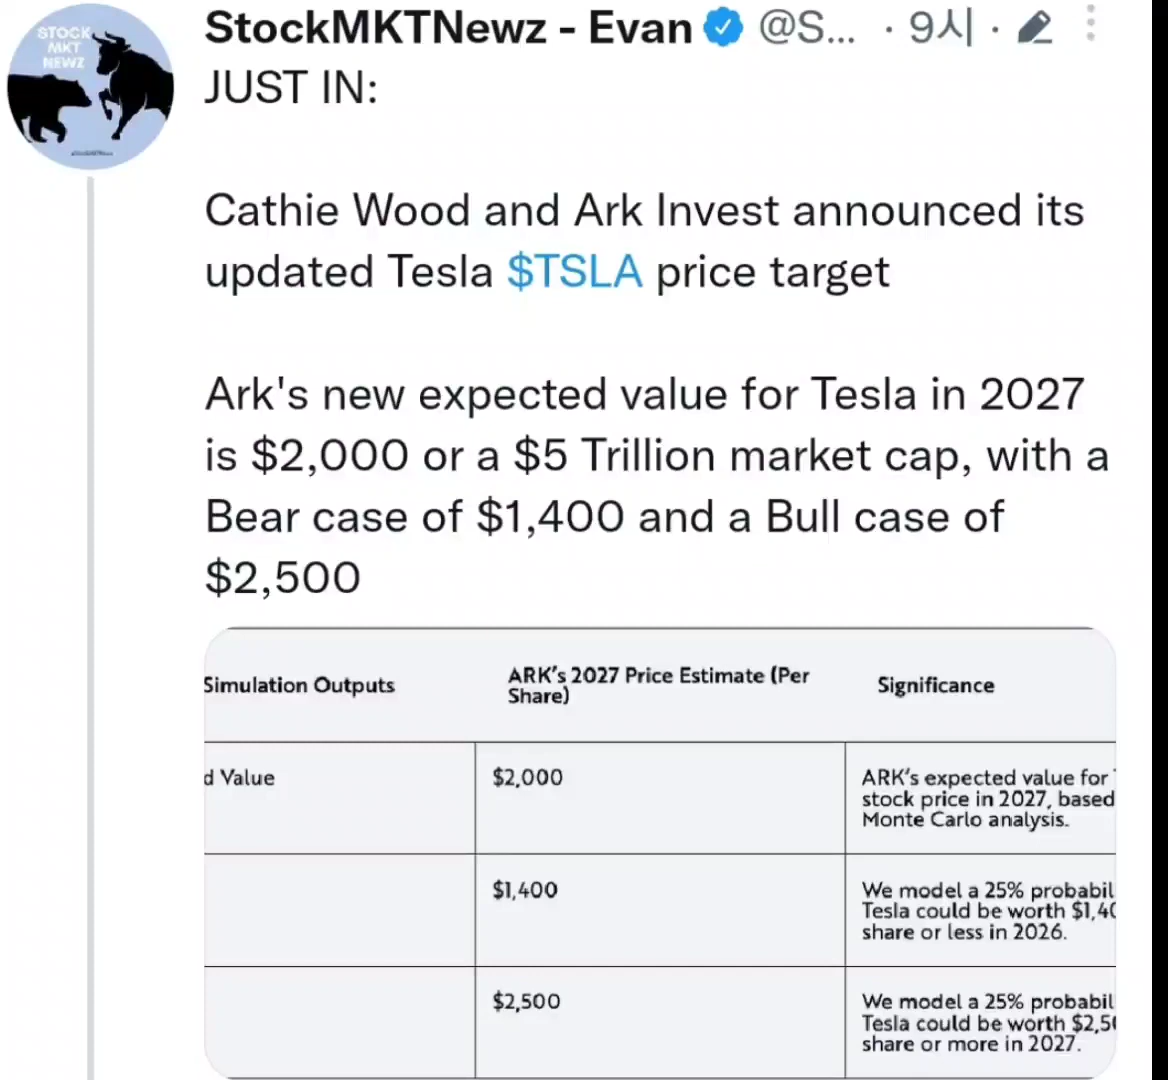 STOCK
MKT
NEWZ
StockMKTNewz - Evan @S... · 9시 ·
JUST IN:
Cathie Wood and Ark Invest announced its
updated Tesla $TSLA price target
Ark's new expected value for Tesla in 2027
is $2,000 or a $5 Trillion market cap, with a
Bear case of $1,400 and a Bull case of
$2,500
Simulation Outputs
ARK's 2027 Price Estimate (Per
Share)
Significance
d Value
$2,000
ARK's expected value for
stock price in 2027, based
Monte Carlo analysis.
$1,400
We model a 25% probabil
Tesla could be worth $1,40
share or less in 2026.
$2,500
We model a 25% probabil
Tesla could be worth $2,50
share or more in 2027.